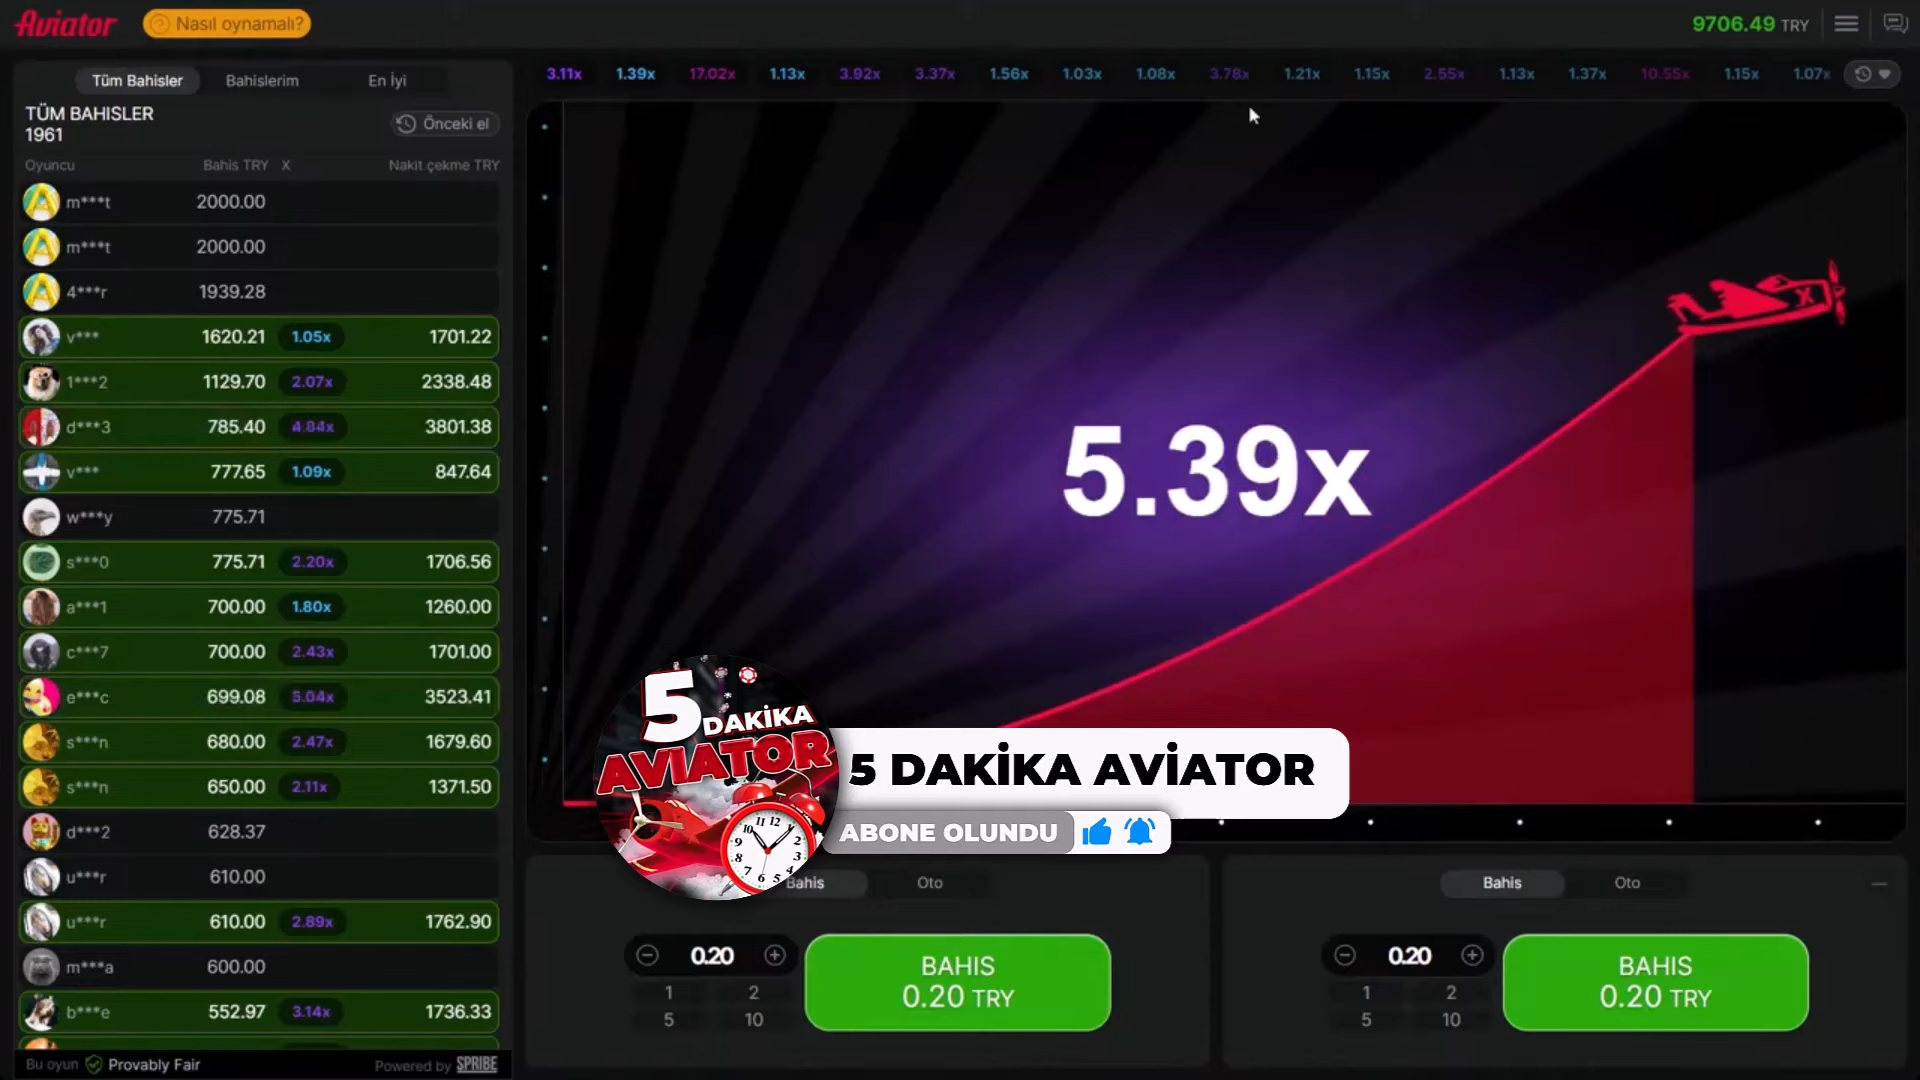 Aviator
Nasıl oynamalı?
9706.49 TRY
Tüm Bahisler Bahislerim En İyi
TÜM BAHISLER
1961
Önceki el
Oyuncu Bahis TRY X Nakit çekme TRY
m***t 2000.00
m***t 2000.00
4***r 1939.28
v*** 1620.21 1.05x 1701.22
1***2 1129.70 2.07x 2338.48
d***3 785.40 4.84x 3801.38
v*** 777.65 1.09x 847.64
w***y 775.71
s***0 775.71 2.20x 1706.56
a***1 700.00 1.80x 1260.00
c***7 700.00 2.43x 1701.00
e***c 699.08 5.04x 3523.41
s***n 680.00 2.47x 1679.60
s***n 650.00 2.11x 1371.50
d***2 628.37
u***r 610.00
u***r 610.00 2.89x 1762.90
m***a 600.00
b***e 552.97 3.14x 1736.33
Bu oyun Provably Fair Powered by SPRIBE
3.11x 1.39x 17.02x 1.13x 3.92x 3.37x 1.56x 1.03x 1.08x 3.78x 1.21x 1.15x 2.55x 1.13x 1.37x 10.55x 1.15x 1.07x
5.39x
5 DAKİKA
AVIATOR
5 DAKİKA AVİATOR
ABONE OLUNDU
Bahis Oto
0.20
1 2
5 10
BAHIS
0.20 TRY
Bahis Oto
0.20
1 2
5 10
BAHIS
0.20 TRY